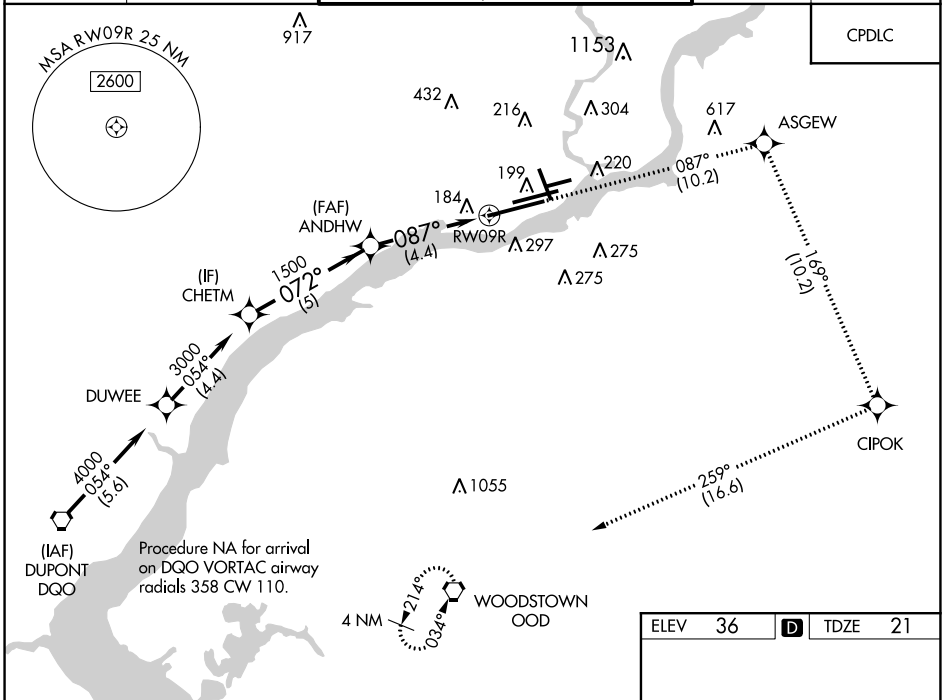 MSA RW09R 25 NM
2600
917
1153
CPDLC
432
216
304
617
ASGEW
199
220
087°
(10.2)
184
(FAF)
ANDHW
087°
(4.4)
RW09R
297
275
275
169°
(10.2)
(IF)
CHETM
1500
072°
(5)
3000
054°
(4.4)
DUWEE
4000
054°
(5.6)
CIPOK
259°
(16.6)
1055
(IAF)
DUPONT
DQO
Procedure NA for arrival
on DQO VORTAC airway
radials 358 CW 110.
4 NM
214°
034°
WOODSTOWN
OOD
ELEV 36 D TDZE 21